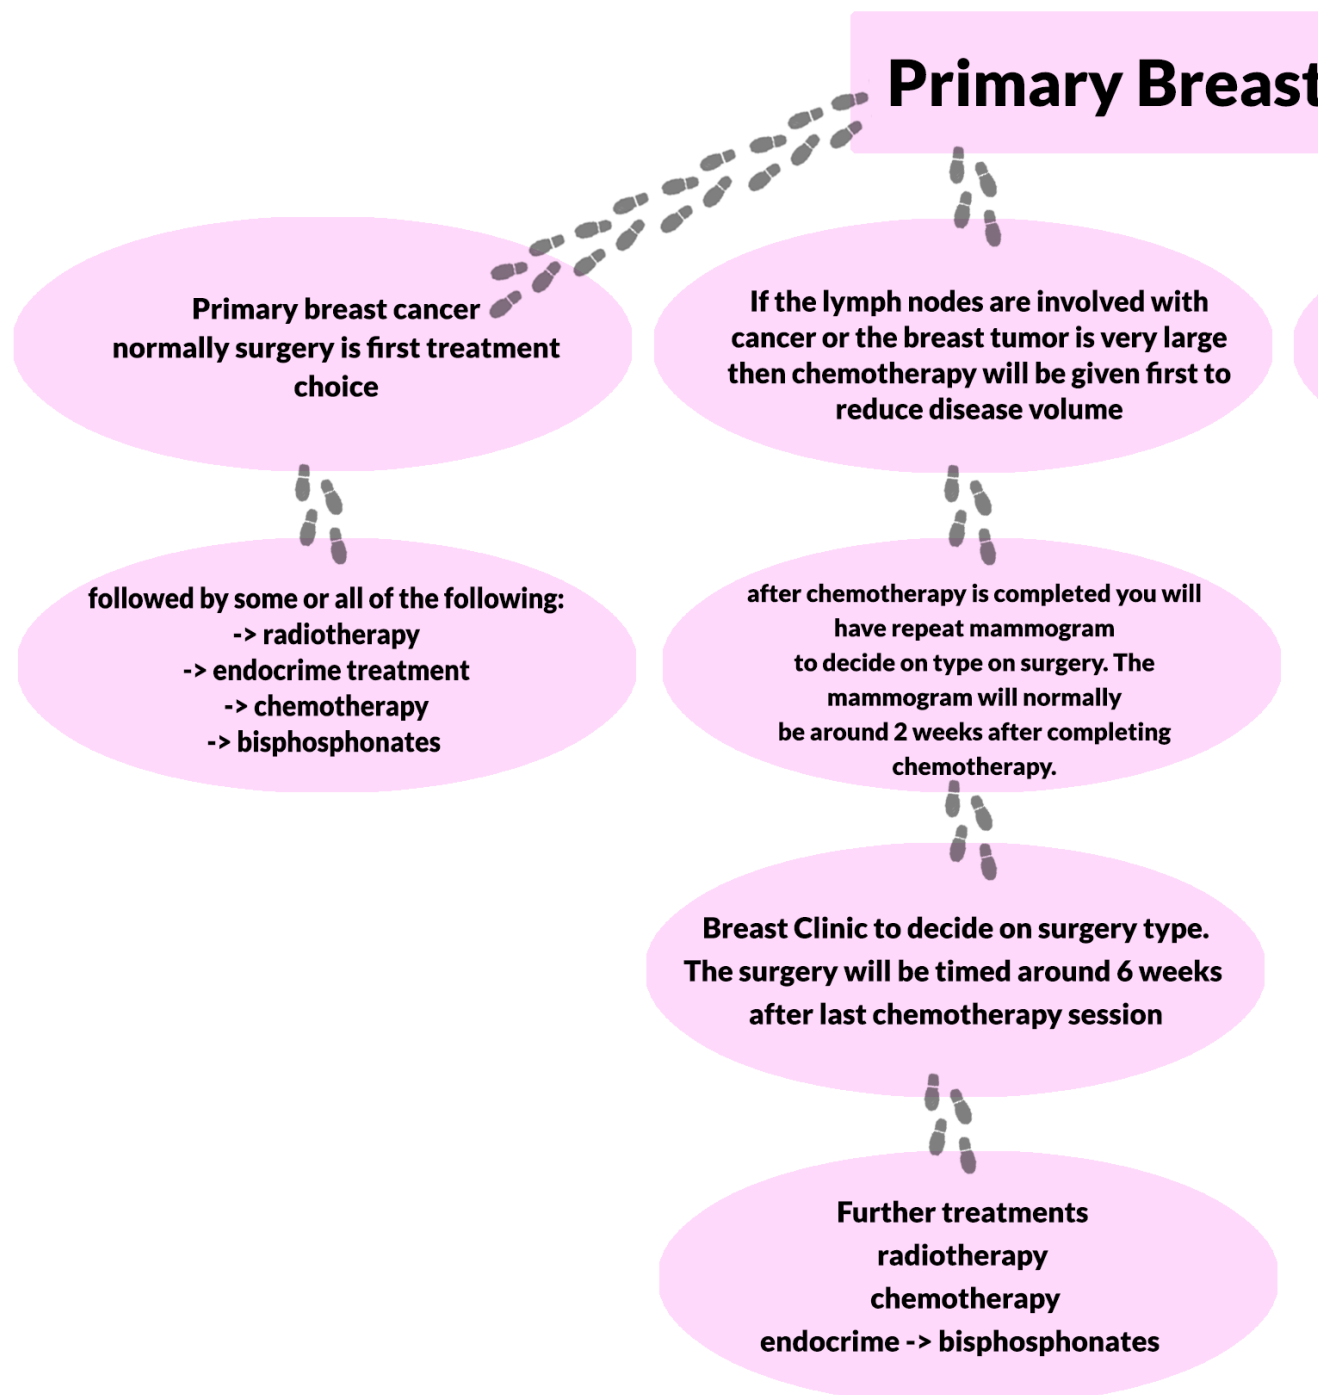 Primary Breast
Primary breast cancer
normally surgery is first treatment
choice
followed by some or all of the following:
-> radiotherapy
-> endocrime treatment
-> chemotherapy
-> bisphosphonates
If the lymph nodes are involved with
cancer or the breast tumor is very large
then chemotherapy will be given first to
reduce disease volume
after chemotherapy is completed you will
have repeat mammogram
to decide on type on surgery. The
mammogram will normally
be around 2 weeks after completing
chemotherapy.
Breast Clinic to decide on surgery type.
The surgery will be timed around 6 weeks
after last chemotherapy session
Further treatments
radiotherapy
chemotherapy
endocrime -> bisphosphonates